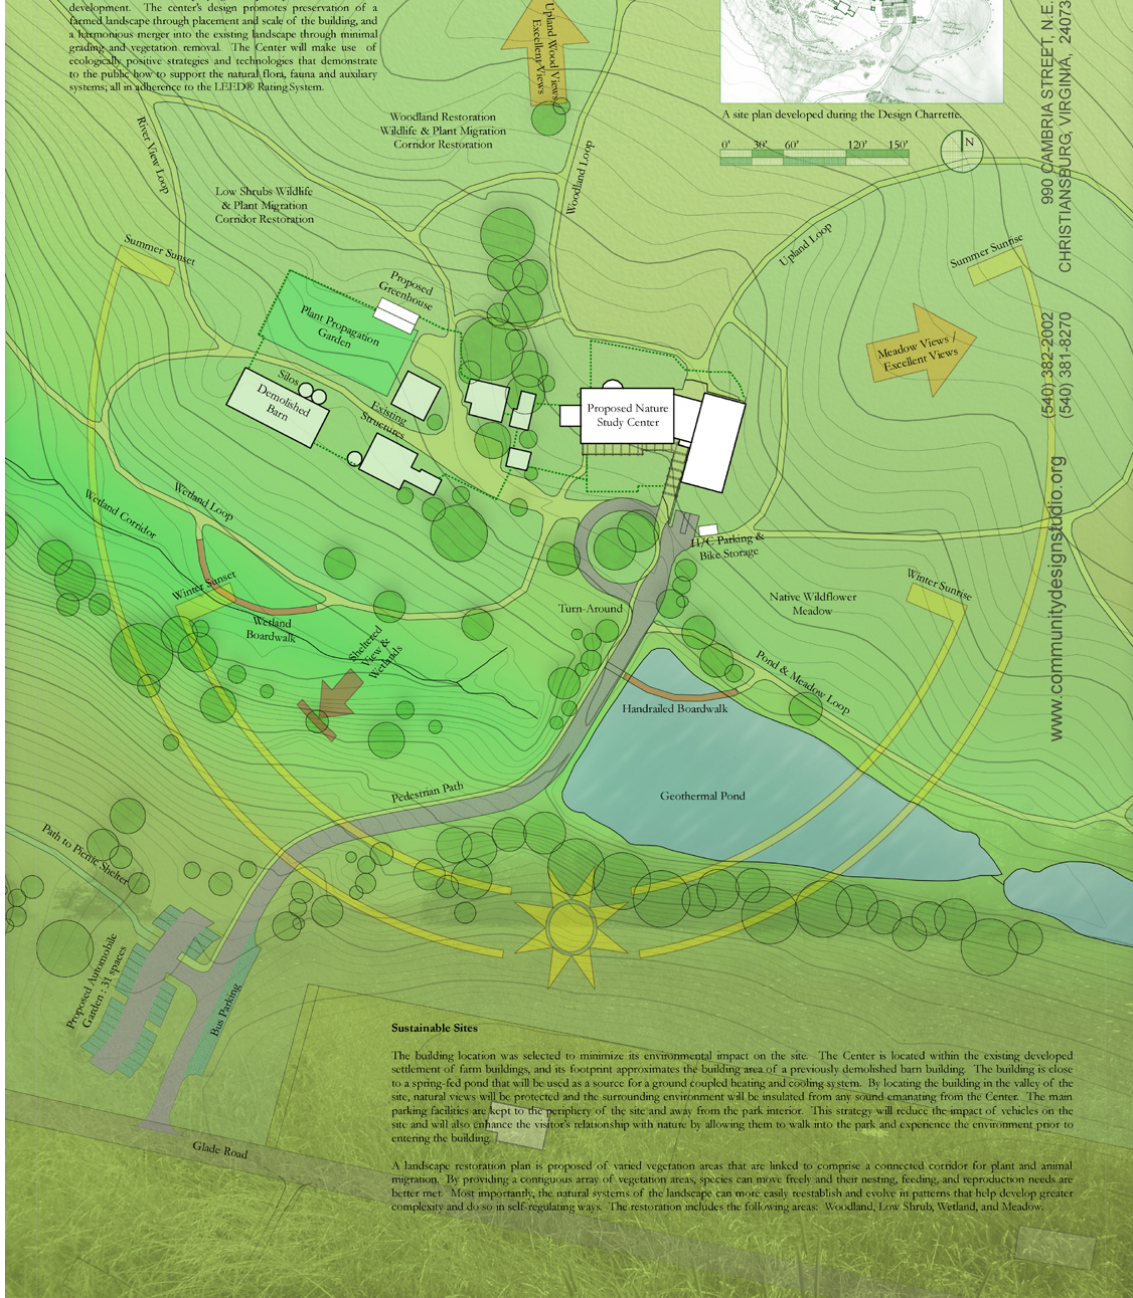 development. The center's design promotes preservation of a
farmed landscape through placement and scale of the building, and
a harmonious merger into the existing landscape through minimal
grading and vegetation removal. The Center will make use of
ecologically positive strategies and technologies that demonstrate
to the public how to support the natural flora, fauna and auxiliary
systems; all in adherence to the LEED® Rating System.
Upland Wood Views
Excellent Views
A site plan developed during the Design Charrette.
0' 30' 60' 120' 150'
N
990 CAMBRIA STREET, N.E.
CHRISTIANSBURG, VIRGINIA, 24073
(540) 382-2002
(540) 381-8270
www.communitydesignstudio.org
Woodland Restoration
Wildlife & Plant Migration
Corridor Restoration
River View Loop
Low Shrubs Wildlife
& Plant Migration
Corridor Restoration
Woodland Loop
Upland Loop
Summer Sunset
Summer Sunrise
Proposed
Greenhouse
Plant Propagation
Garden
Meadow Views /
Excellent Views
Silos
Demolished
Barn
Existing
Structures
Proposed Nature
Study Center
Wetland Loop
Wetland Corridor
H/C Parking &
Bike Storage
Winter Sunset
Winter Sunrise
Native Wildflower
Meadow
Turn-Around
Wetland
Boardwalk
Sheltered
View &
Wetlands
Pond & Meadow Loop
Handrailed Boardwalk
Geothermal Pond
Pedestrian Path
Path to Picnic Shelter
Proposed Automobile
Garden : 31 spaces
Bus Parking
Glade Road
Sustainable Sites
The building location was selected to minimize its environmental impact on the site. The Center is located within the existing developed
settlement of farm buildings, and its footprint approximates the building area of a previously demolished barn building. The building is close
to a spring-fed pond that will be used as a source for a ground coupled heating and cooling system. By locating the building in the valley of the
site, natural views will be protected and the surrounding environment will be insulated from any sound emanating from the Center. The main
parking facilities are kept to the periphery of the site and away from the park interior. This strategy will reduce the impact of vehicles on the
site and will also enhance the visitor's relationship with nature by allowing them to walk into the park and experience the environment prior to
entering the building.
A landscape restoration plan is proposed of varied vegetation areas that are linked to comprise a connected corridor for plant and animal
migration. By providing a contiguous array of vegetation areas, species can move freely and their nesting, feeding, and reproduction needs are
better met. Most importantly, the natural systems of the landscape can more easily reestablish and evolve in patterns that help develop greater
complexity and do so in self-regulating ways. The restoration includes the following areas: Woodland, Low Shrub, Wetland, and Meadow.